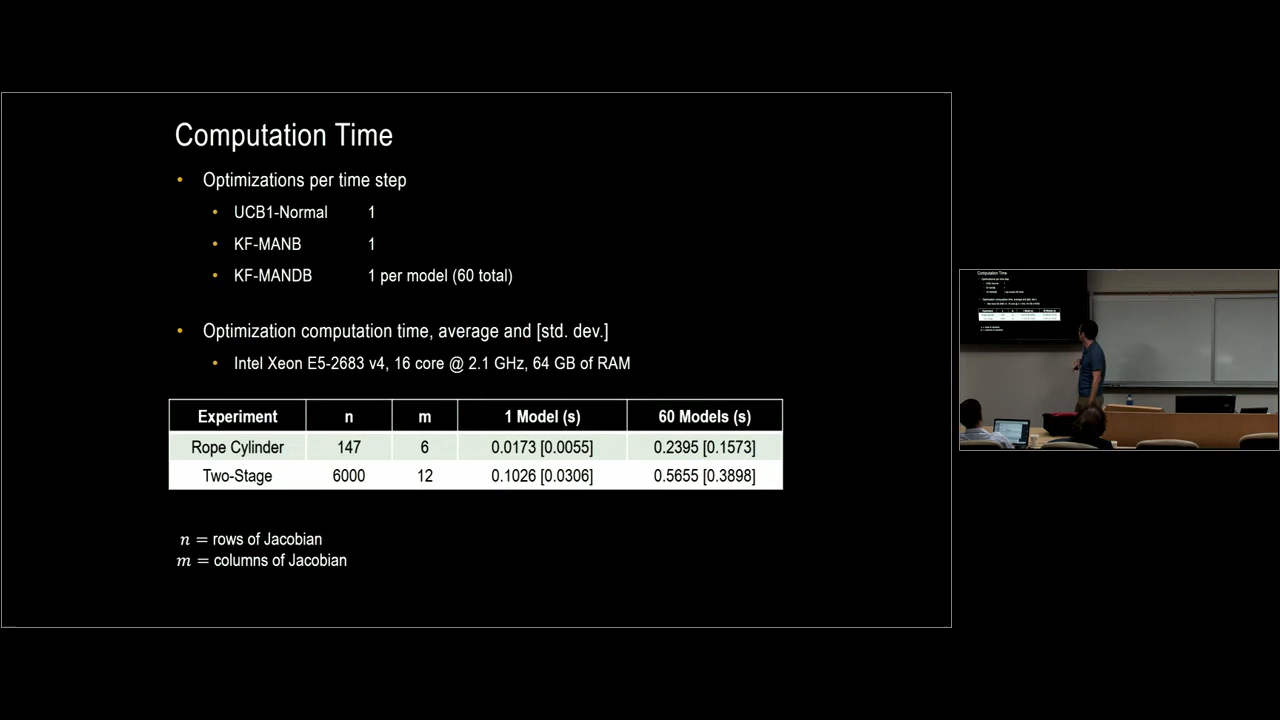 Computation Time
• Optimizations per time step
• UCB1-Normal 1
• KF-MANB 1
• KF-MANDB 1 per model (60 total)
• Optimization computation time, average and [std. dev.]
• Intel Xeon E5-2683 v4, 16 core @ 2.1 GHz, 64 GB of RAM
Experiment n m 1 Model (s) 60 Models (s)
Rope Cylinder 147 6 0.0173 [0.0055] 0.2395 [0.1573]
Two-Stage 6000 12 0.1026 [0.0306] 0.5655 [0.3898]
n = rows of Jacobian
m = columns of Jacobian
Computation Time